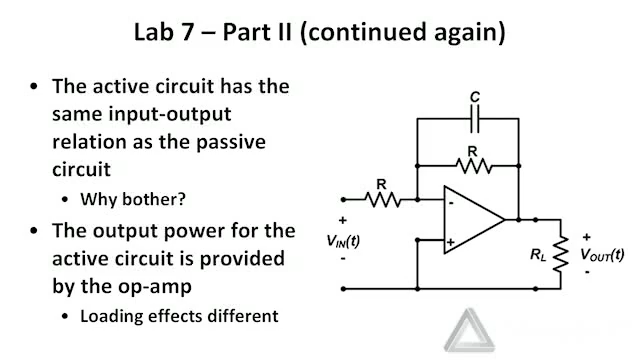 Lab 7 – Part II (continued again)
• The active circuit has the
same input-output
relation as the passive
circuit
• Why bother?
• The output power for the
active circuit is provided
by the op-amp
• Loading effects different
C
R
R
-
+
+
VIN(t)
-
RL
+
VOUT(t)
-